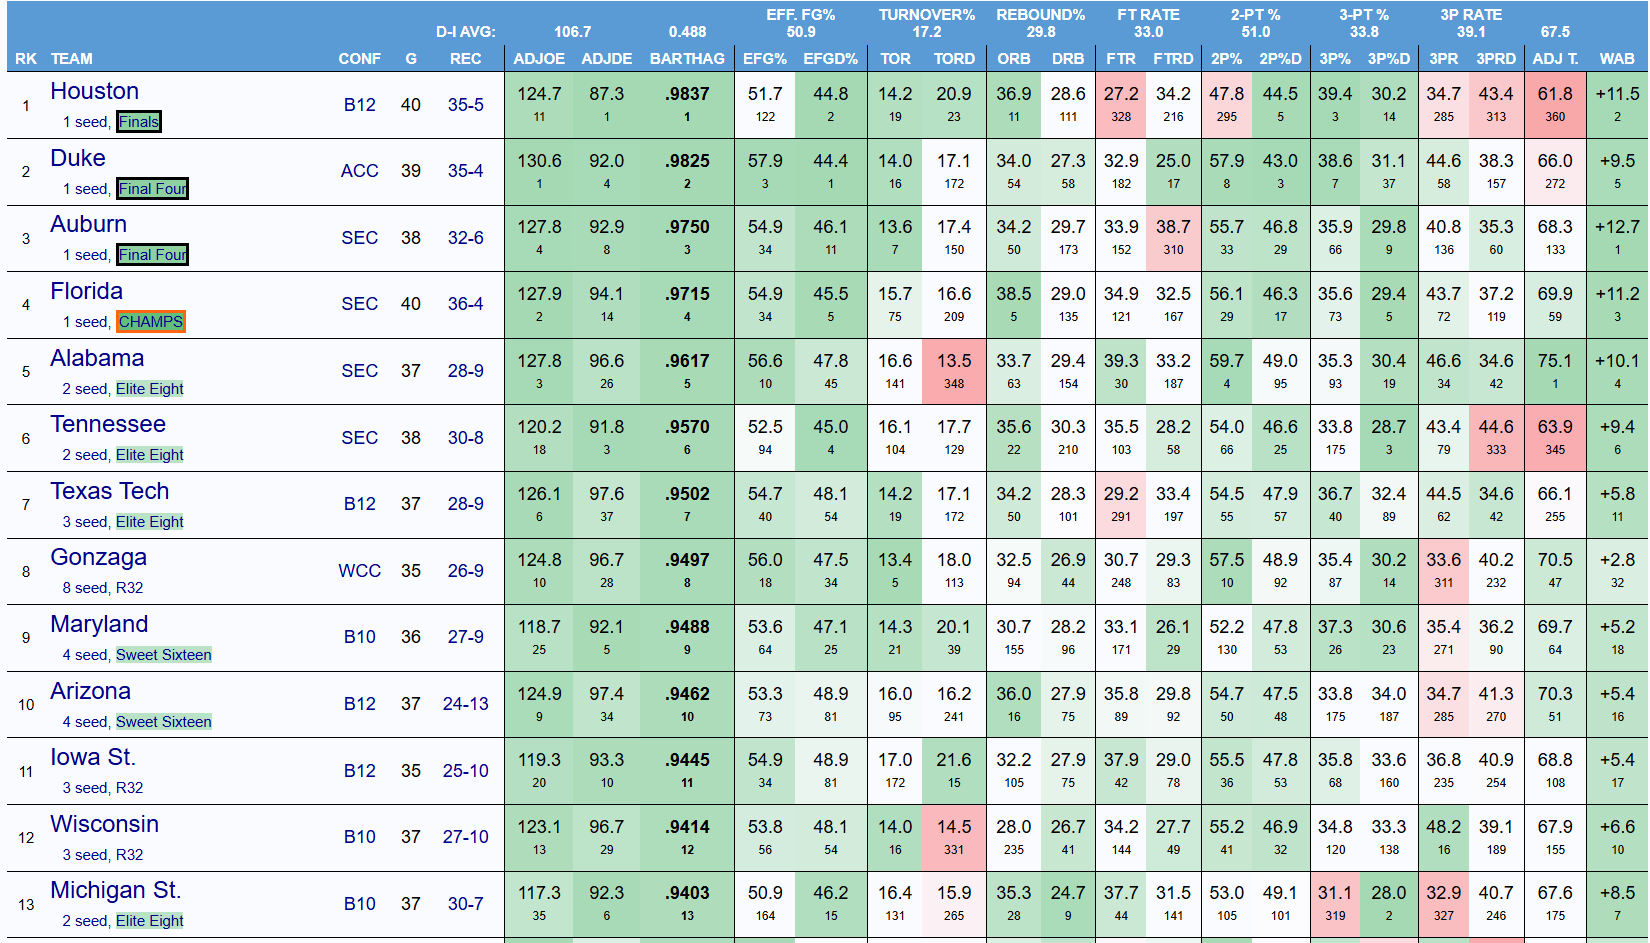 EFF. FG% TURNOVER% REBOUND% FT RATE 2-PT % 3-PT % 3P RATE
D-I AVG: 106.7 0.488 50.9 17.2 29.8 33.0 51.0 33.8 39.1 67.5
RK TEAM CONF G REC ADJOE ADJDE BARTHAG EFG% EFGD% TOR TORD ORB DRB FTR FTRD 2P% 2P%D 3P% 3P%D 3PR 3PRD ADJ T. WAB
1 Houston B12 40 35-5 124.7 87.3 .9837 51.7 44.8 14.2 20.9 36.9 28.6 27.2 34.2 47.8 44.5 39.4 30.2 34.7 43.4 61.8 +11.5
1 seed, Finals 11 1 1 122 2 19 23 11 111 328 216 295 5 3 14 285 313 360 2
2 Duke ACC 39 35-4 130.6 92.0 .9825 57.9 44.4 14.0 17.1 34.0 27.3 32.9 25.0 57.9 43.0 38.6 31.1 44.6 38.3 66.0 +9.5
1 seed, Final Four 1 4 2 3 1 16 172 54 58 182 17 8 3 7 37 58 157 272 5
3 Auburn SEC 38 32-6 127.8 92.9 .9750 54.9 46.1 13.6 17.4 34.2 29.7 33.9 38.7 55.7 46.8 35.9 29.8 40.8 35.3 68.3 +12.7
1 seed, Final Four 4 8 3 34 11 7 150 50 173 152 310 33 29 66 9 136 60 133 1
4 Florida SEC 40 36-4 127.9 94.1 .9715 54.9 45.5 15.7 16.6 38.5 29.0 34.9 32.5 56.1 46.3 35.6 29.4 43.7 37.2 69.9 +11.2
1 seed, CHAMPS 2 14 4 34 5 75 209 5 135 121 167 29 17 73 5 72 119 59 3
5 Alabama SEC 37 28-9 127.8 96.6 .9617 56.6 47.8 16.6 13.5 33.7 29.4 39.3 33.2 59.7 49.0 35.3 30.4 46.6 34.6 75.1 +10.1
2 seed, Elite Eight 3 26 5 10 45 141 348 63 154 30 187 4 95 93 19 34 42 1 4
6 Tennessee SEC 38 30-8 120.2 91.8 .9570 52.5 45.0 16.1 17.7 35.6 30.3 35.5 28.2 54.0 46.6 33.8 28.7 43.4 44.6 63.9 +9.4
2 seed, Elite Eight 18 3 6 94 4 104 129 22 210 103 58 66 25 175 3 79 333 345 6
7 Texas Tech B12 37 28-9 126.1 97.6 .9502 54.7 48.1 14.2 17.1 34.2 28.3 29.2 33.4 54.5 47.9 36.7 32.4 44.5 34.6 66.1 +5.8
3 seed, Elite Eight 6 37 7 40 54 19 172 50 101 291 197 55 57 40 89 62 42 255 11
8 Gonzaga WCC 35 26-9 124.8 96.7 .9497 56.0 47.5 13.4 18.0 32.5 26.9 30.7 29.3 57.5 48.9 35.4 30.2 33.6 40.2 70.5 +2.8
8 seed, R32 10 28 8 18 34 5 113 94 44 248 83 10 92 87 14 311 232 47 32
9 Maryland B10 36 27-9 118.7 92.1 .9488 53.6 47.1 14.3 20.1 30.7 28.2 33.1 26.1 52.2 47.8 37.3 30.6 35.4 36.2 69.7 +5.2
4 seed, Sweet Sixteen 25 5 9 64 25 21 39 155 96 171 29 130 53 26 23 271 90 64 18
10 Arizona B12 37 24-13 124.9 97.4 .9462 53.3 48.9 16.0 16.2 36.0 27.9 35.8 29.8 54.7 47.5 33.8 34.0 34.7 41.3 70.3 +5.4
4 seed, Sweet Sixteen 9 34 10 73 81 95 241 16 75 89 92 50 48 175 187 285 270 51 16
11 Iowa St. B12 35 25-10 119.3 93.3 .9445 54.9 48.9 17.0 21.6 32.2 27.9 37.9 29.0 55.5 47.8 35.8 33.6 36.8 40.9 68.8 +5.4
3 seed, R32 20 10 11 34 81 172 15 105 75 42 78 36 53 68 160 235 254 108 17
12 Wisconsin B10 37 27-10 123.1 96.7 .9414 53.8 48.1 14.0 14.5 28.0 26.7 34.2 27.7 55.2 46.9 34.8 33.3 48.2 39.1 67.9 +6.6
3 seed, R32 13 29 12 56 54 16 331 235 41 144 49 41 32 120 138 16 189 155 10
13 Michigan St. B10 37 30-7 117.3 92.3 .9403 50.9 46.2 16.4 15.9 35.3 24.7 37.7 31.5 53.0 49.1 31.1 28.0 32.9 40.7 67.6 +8.5
2 seed, Elite Eight 35 6 13 164 15 131 265 28 9 44 141 105 101 319 2 327 246 175 7